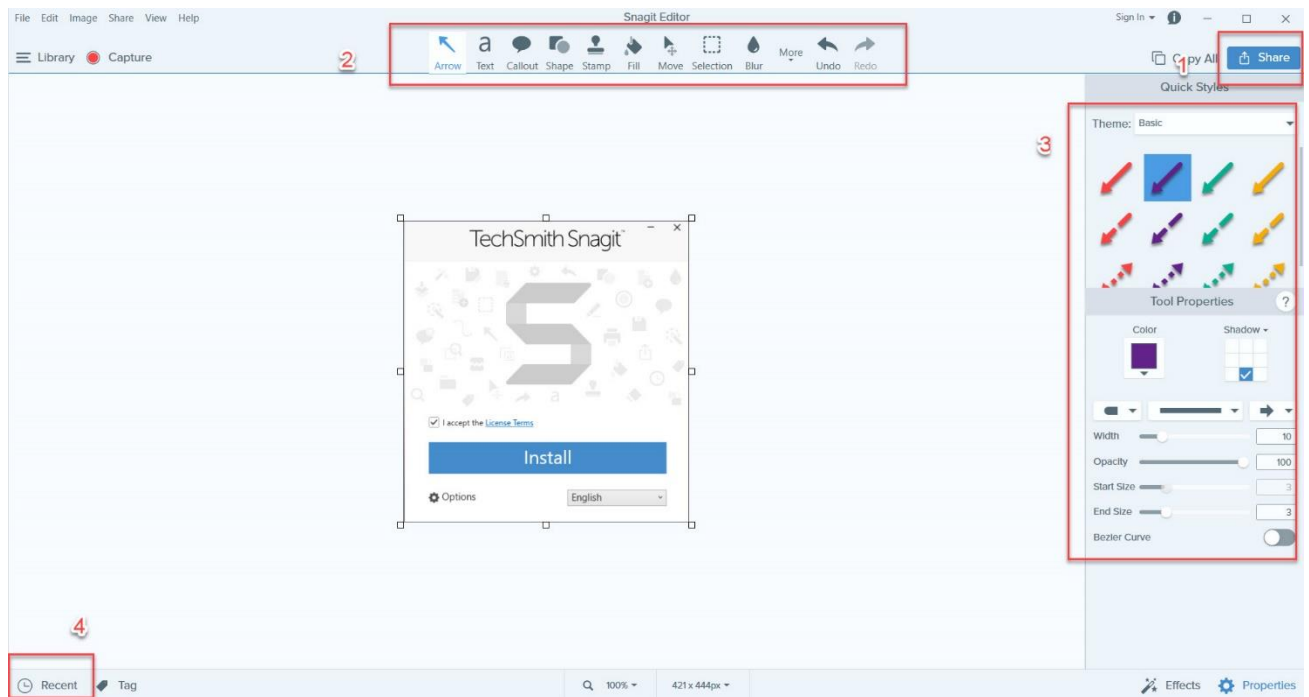 File Edit Image Share View Help
Snagit Editor
Sign In
Library
Capture
2
Arrow
Text
Callout
Shape
Stamp
Fill
Move
Selection
Blur
More
Undo
Redo
Copy All
1
Share
Quick Styles
Theme: Basic
3
TechSmith Snagit™
a
I accept the License Terms
Install
Options
English
Tool Properties
?
Color
Shadow
Width 10
Opacity 100
Start Size 3
End Size 3
Bezier Curve
4
Recent
Tag
100%
421 x 444px
Effects
Properties